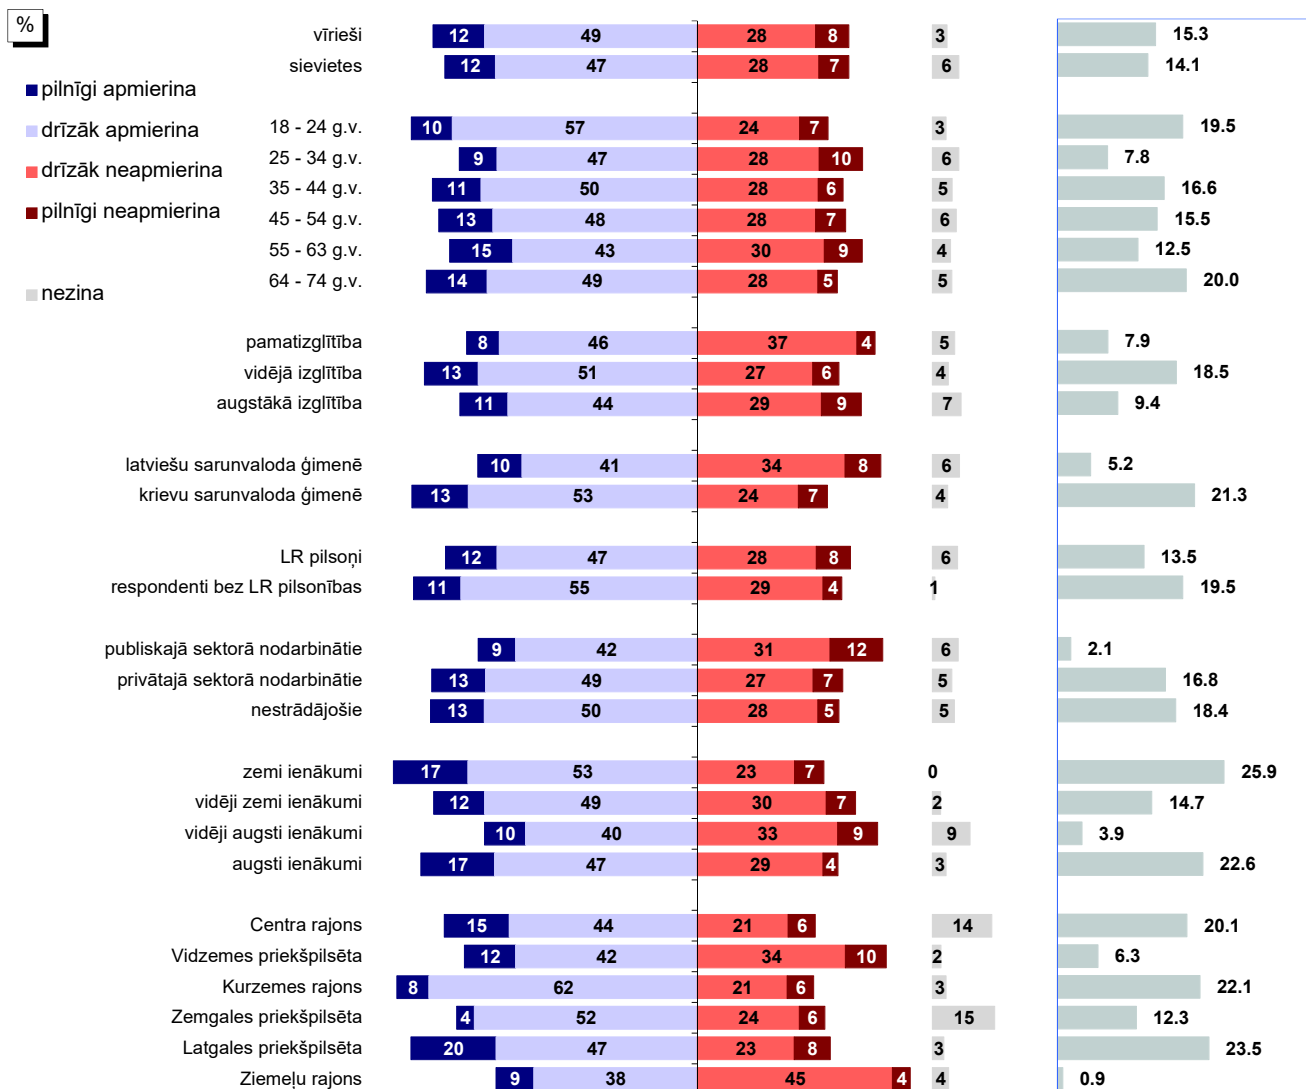 %
pilnīgi apmierina
drīzāk apmierina
drīzāk neapmierina
pilnīgi neapmierina
nezina
vīrieši 12 49 28 8 3 15.3
sievietes 12 47 28 7 6 14.1
18 - 24 g.v. 10 57 24 7 3 19.5
25 - 34 g.v. 9 47 28 10 6 7.8
35 - 44 g.v. 11 50 28 6 5 16.6
45 - 54 g.v. 13 48 28 7 6 15.5
55 - 63 g.v. 15 43 30 9 4 12.5
64 - 74 g.v. 14 49 28 5 5 20.0
pamatizglītība 8 46 37 4 5 7.9
vidējā izglītība 13 51 27 6 4 18.5
augstākā izglītība 11 44 29 9 7 9.4
latviešu sarunvaloda ģimenē 10 41 34 8 6 5.2
krievu sarunvaloda ģimenē 13 53 24 7 4 21.3
LR pilsoņi 12 47 28 8 6 13.5
respondenti bez LR pilsonības 11 55 29 4 1 19.5
publiskajā sektorā nodarbinātie 9 42 31 12 6 2.1
privātajā sektorā nodarbinātie 13 49 27 7 5 16.8
nestrādājošie 13 50 28 5 5 18.4
zemi ienākumi 17 53 23 7 0 25.9
vidēji zemi ienākumi 12 49 30 7 2 14.7
vidēji augsti ienākumi 10 40 33 9 9 3.9
augsti ienākumi 17 47 29 4 3 22.6
Centra rajons 15 44 21 6 14 20.1
Vidzemes priekšpilsēta 12 42 34 10 2 6.3
Kurzemes rajons 8 62 21 6 3 22.1
Zemgales priekšpilsēta 4 52 24 6 15 12.3
Latgales priekšpilsēta 20 47 23 8 3 23.5
Ziemeļu rajons 9 38 45 4 4 0.9